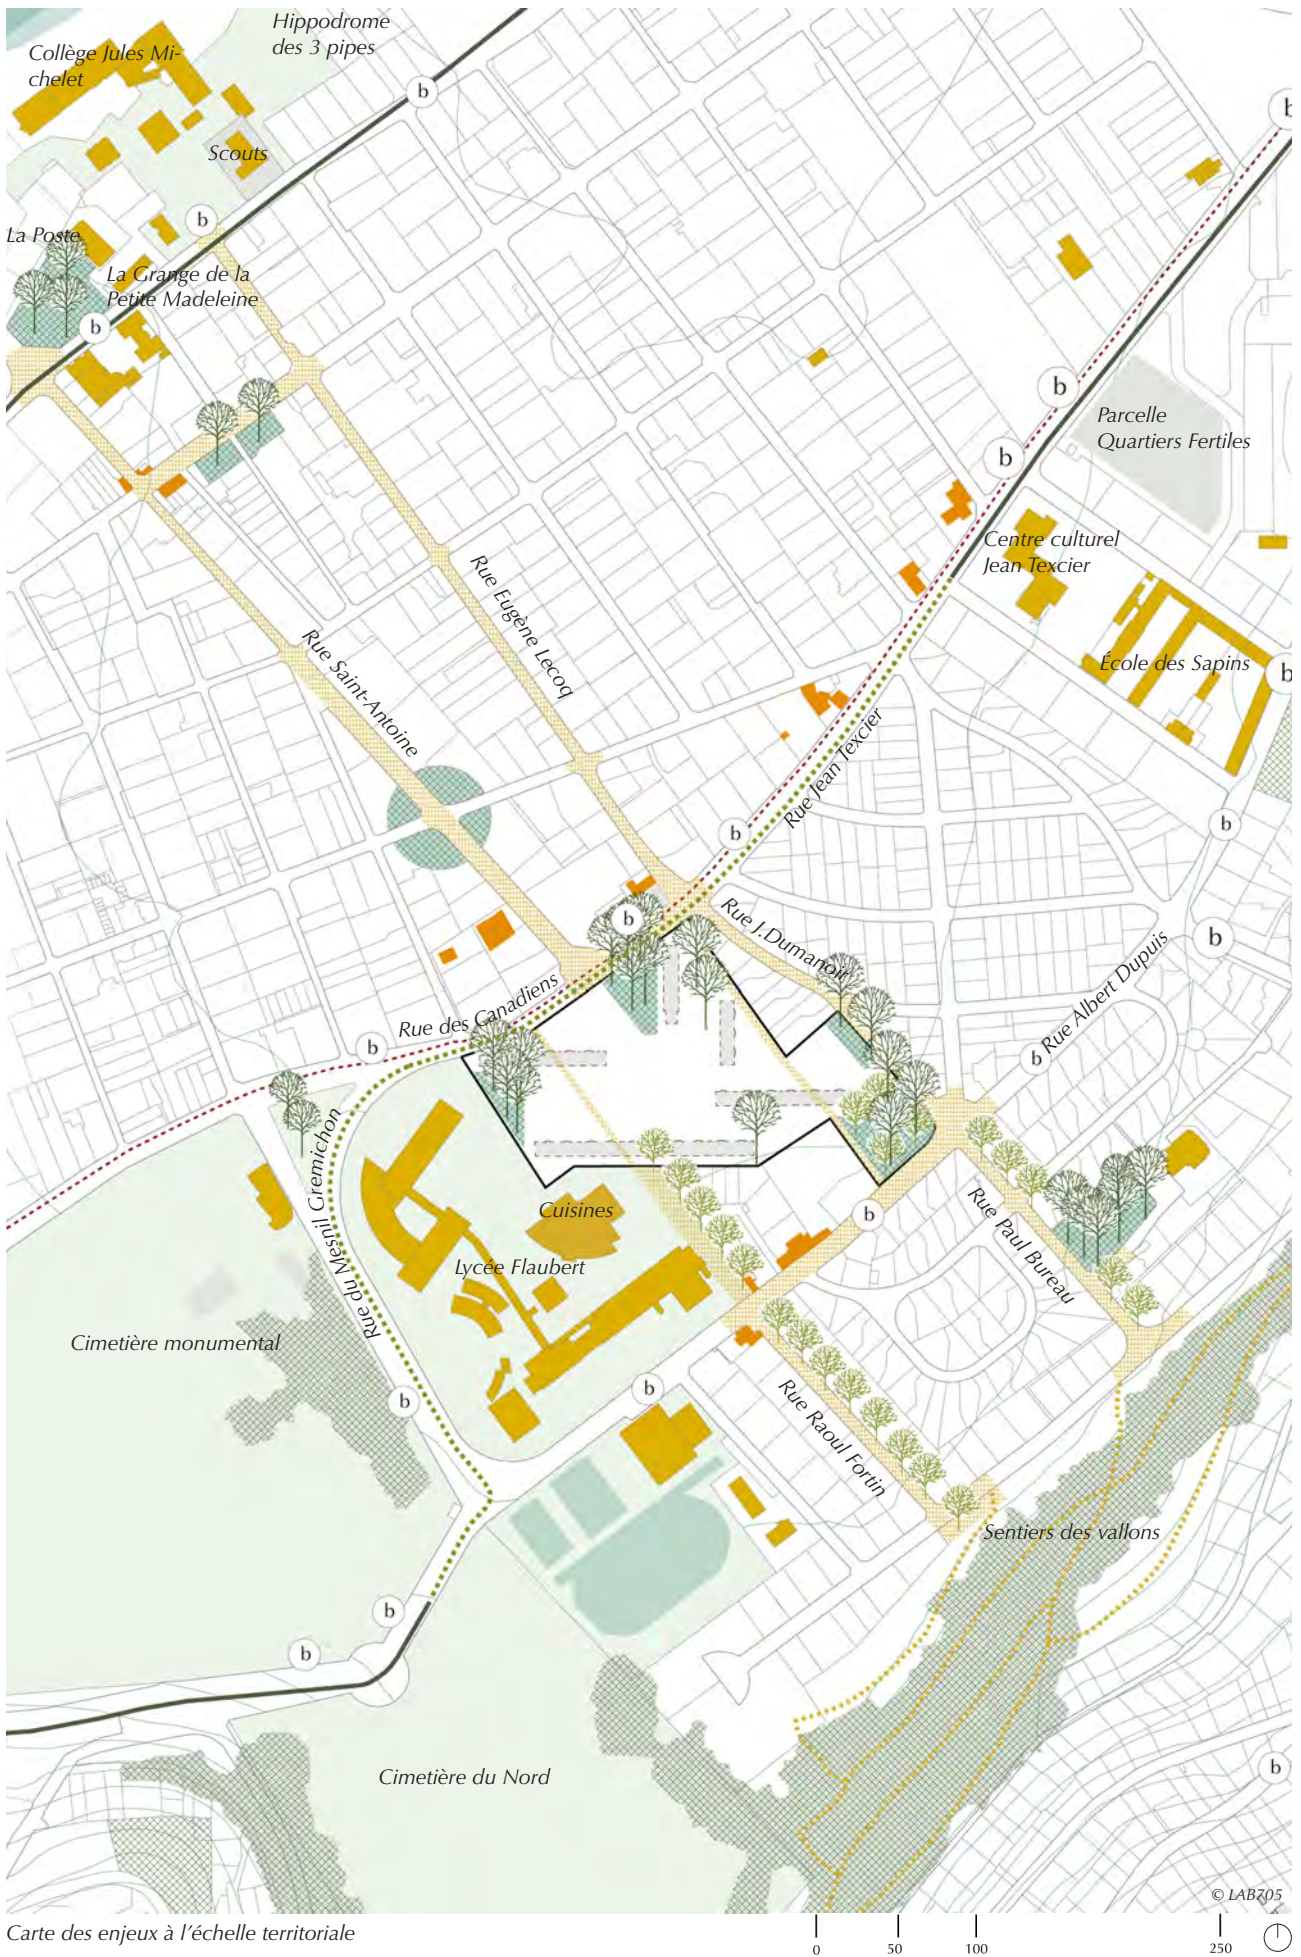 Hippodrome
des 3 pipes
Collège Jules Mi-
chelet
b
b
Scouts
b
La Poste
La Grange de la
Petite Madeleine
b
b
Parcelle
Quartiers Fertiles
b
Centre culturel
Jean Texcier
Rue Eugène Lecoq
Rue Saint-Antoine
École des Sapins
b
Rue Jean Texcier
b
b
Rue J.Dumanoir
b
b
Rue Albert Dupuis
Rue des Canadiens
b
b
Rue du Mesnil Gremichon
Cuisines
b
Rue Paul Bureau
Lycée Flaubert
Cimetière monumental
b
b
Rue Raoul Fortin
Sentiers des vallons
b
b
Cimetière du Nord
b
© LAB705
Carte des enjeux à l'échelle territoriale
0 50 100 250